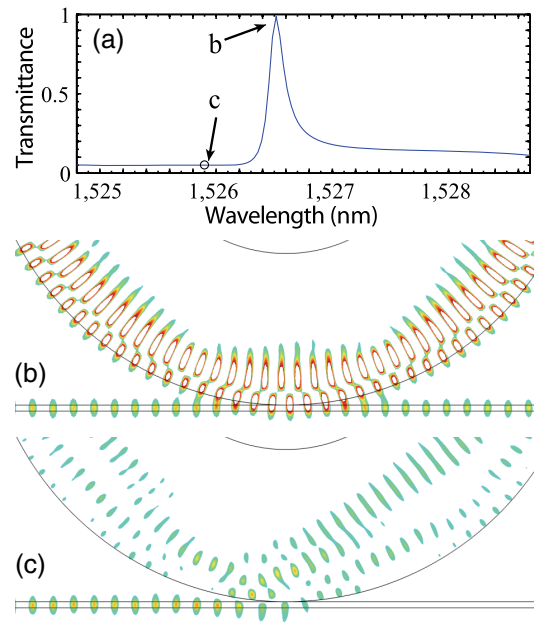 (a)
Transmittance
1
0.5
0
b
c
1,525 1,526 1,527 1,528
Wavelength (nm)
(b)
(c)